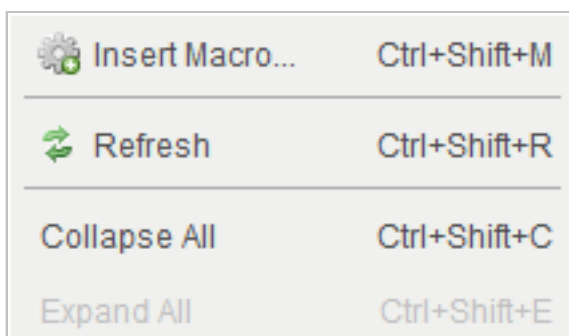 Insert Macro... Ctrl+Shift+M
Refresh Ctrl+Shift+R
Collapse All Ctrl+Shift+C
Expand All Ctrl+Shift+E